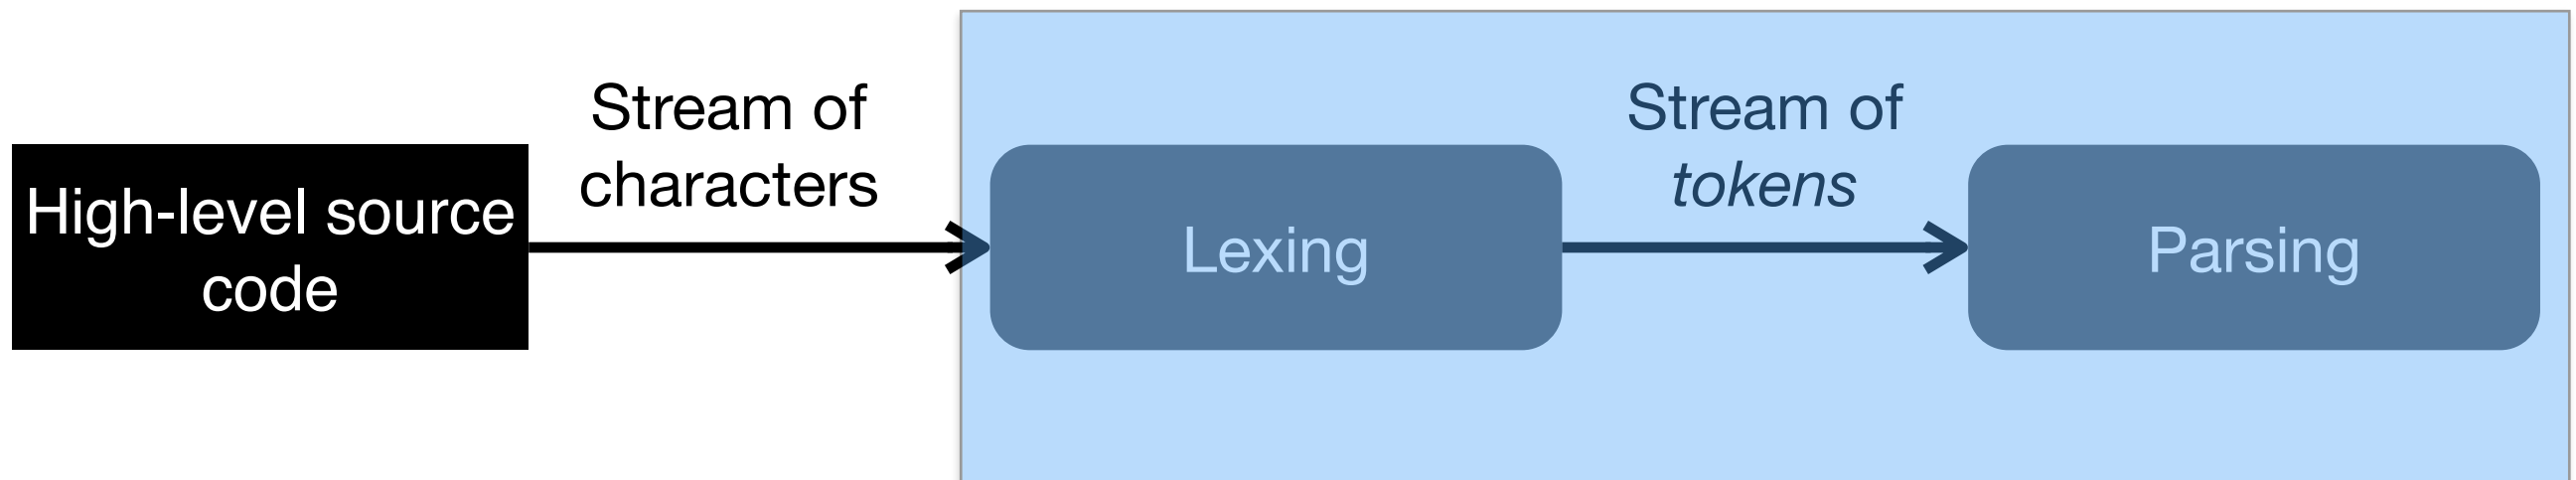 High-level source
code
Stream of
characters
Lexing
Stream of
tokens
Parsing